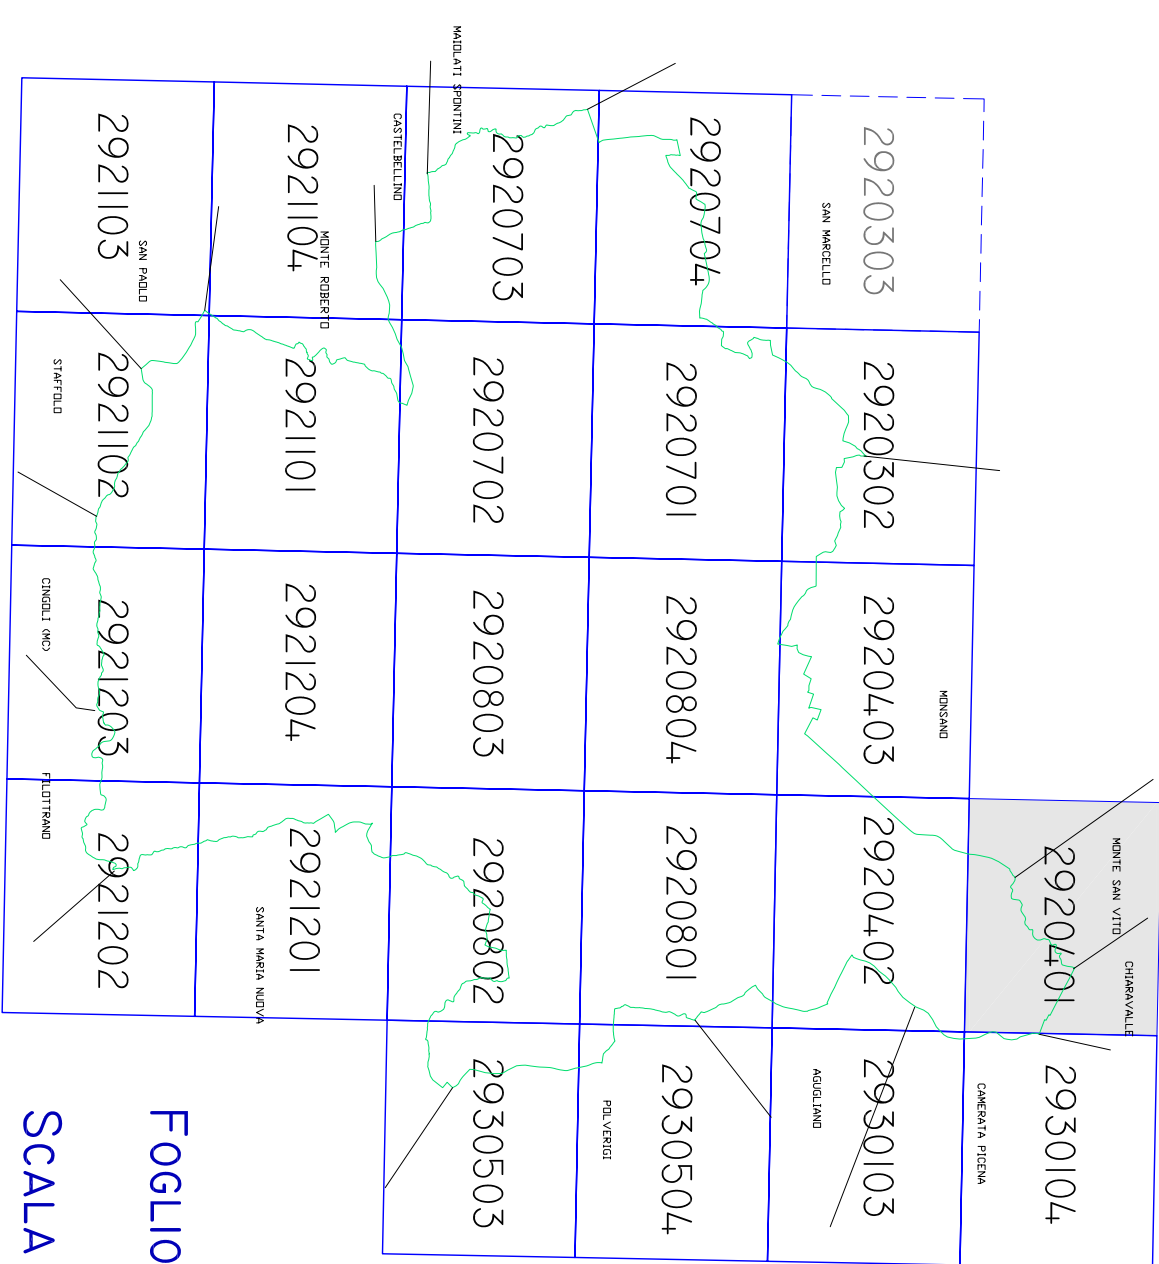 CHIARAVALLE
MONTE SAN VITO
2920401
2930104
CAMERATA PICENA
MONSANO
2920303
2920302
2920403
2920402
2930103
SAN MARCELLO
AGUGLIANO
2920704
2920701
2920804
2920801
2930504
POLVERIGI
2920703
2920702
2920803
2920802
2930503
MAIOLATI SPONTINI
CASTELBELLINO
MONTE ROBERTO
2921104
2921101
2921204
2921201
SANTA MARIA NUOVA
SAN PAOLO
2921103
2921102
2921203
2921202
STAFFOLO
CINGOLI (MC)
FILOTTRANO
FOGLIO
SCALA